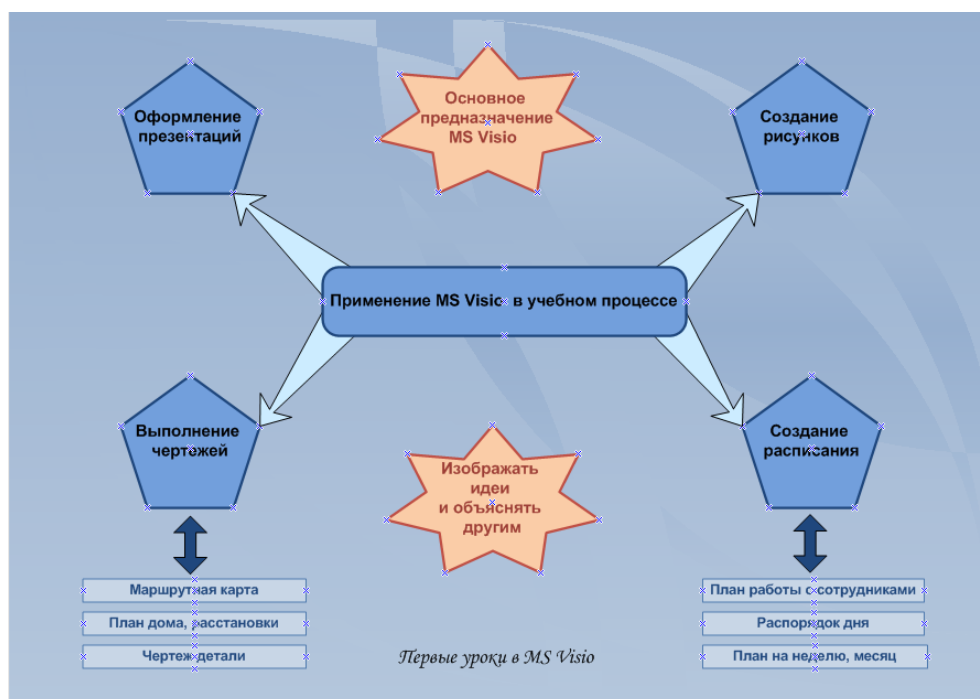 Оформление
презентаций
Основное
предназначение
MS Visio
Создание
рисунков
Применение MS Visio в учебном процессе
Выполнение
чертежей
Изображать
идеи
и объяснять
другим
Создание
расписания
Маршрутная карта
План дома, расстановки
Чертеж детали
План работы с сотрудниками
Распорядок дня
План на неделю, месяц
Первые уроки в MS Visio